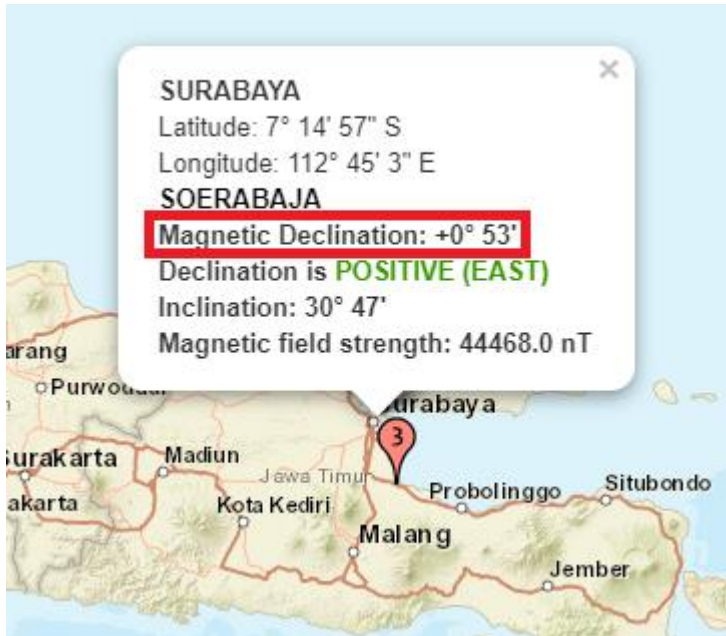 SURABAYA
Latitude: 7° 14' 57" S
Longitude: 112° 45' 3" E
SOERABAJA
Magnetic Declination: +0° 53'
Declination is POSITIVE (EAST)
Inclination: 30° 47'
Magnetic field strength: 44468.0 nT
×
arang
urabaya
3
urakarta
Madiun
Jawa Timur
Probolinggo
Situbondo
akarta
Kota Kediri
Malang
Jember